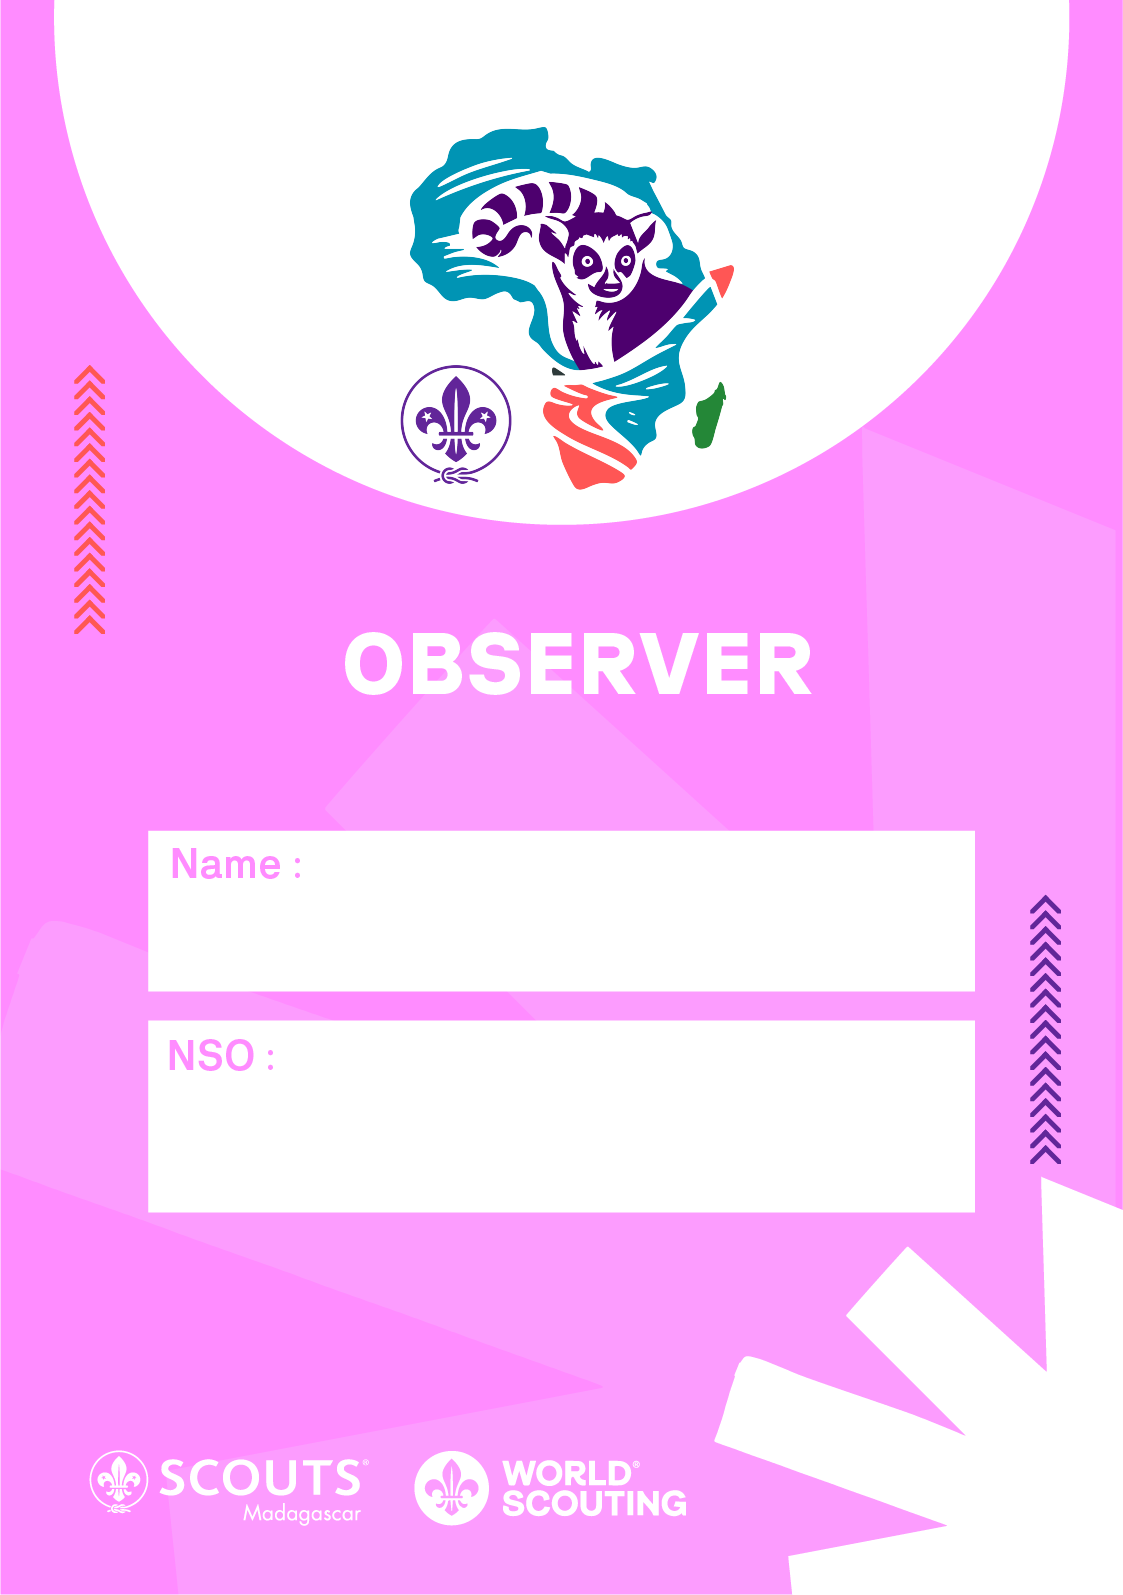 OBSERVER
Name :
NSO :
SCOUTS®
Madagascar
WORLD®
SCOUTING